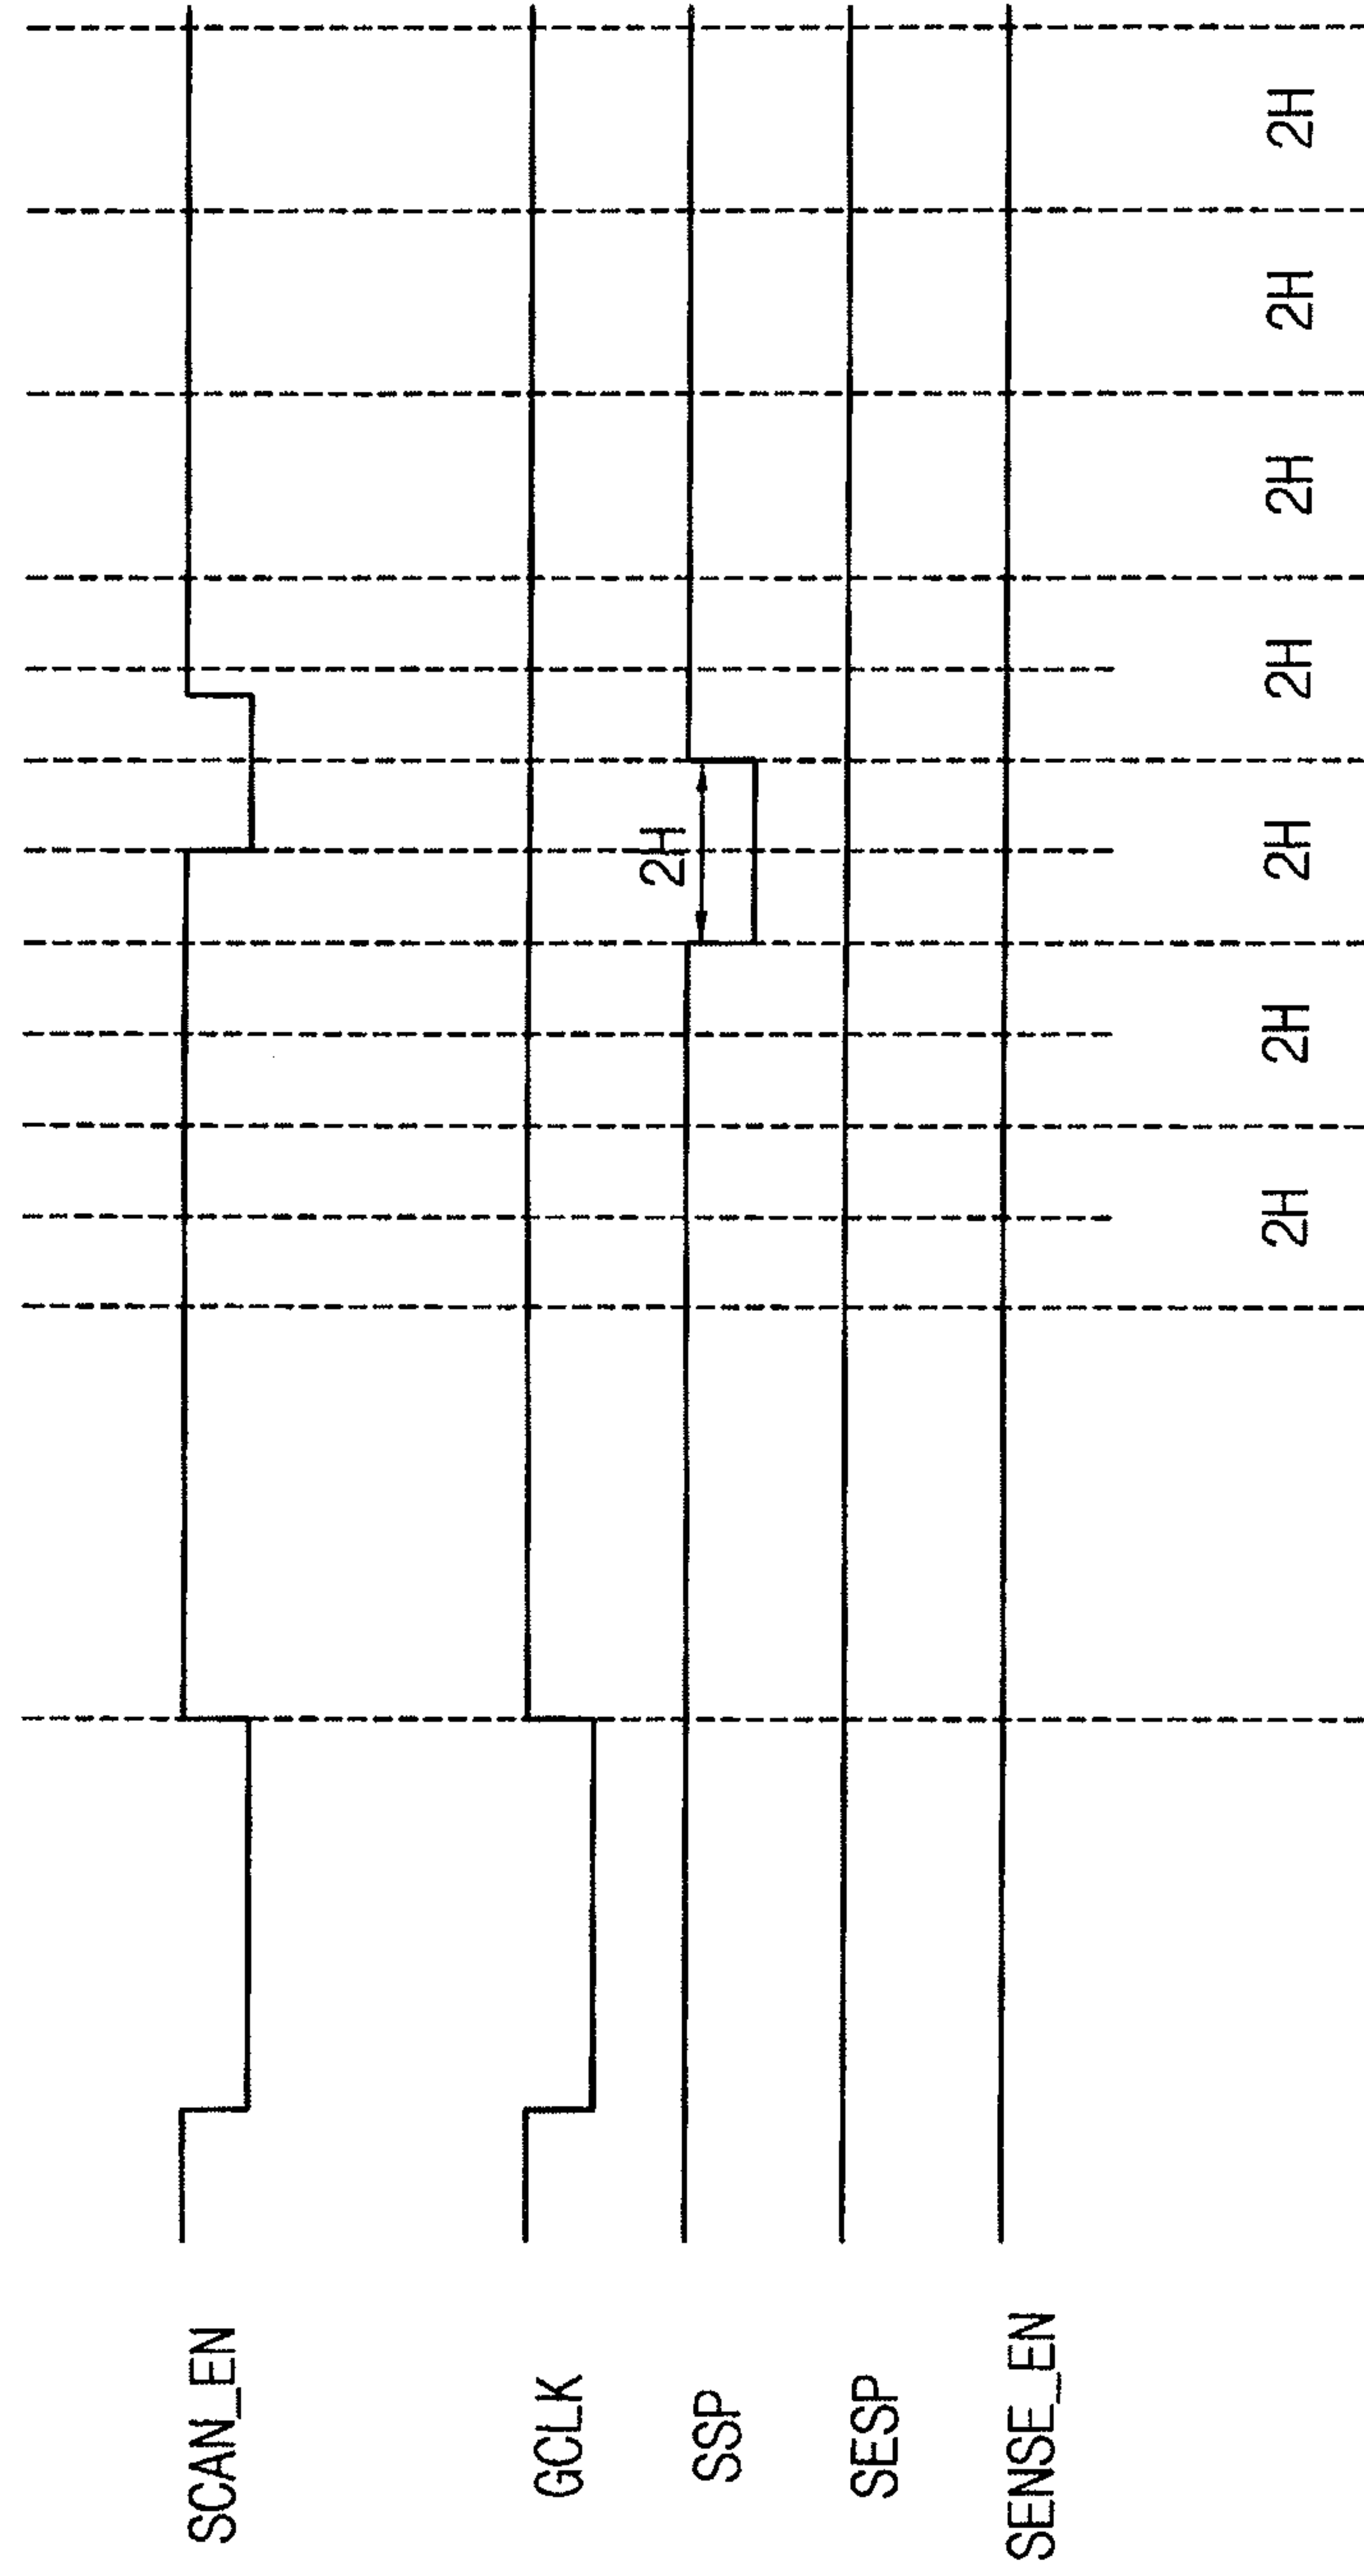 SCAN_EN
GCLK
SSP
2H
SESP
SENSE_EN
2H 2H 2H 2H 2H 2H 2H